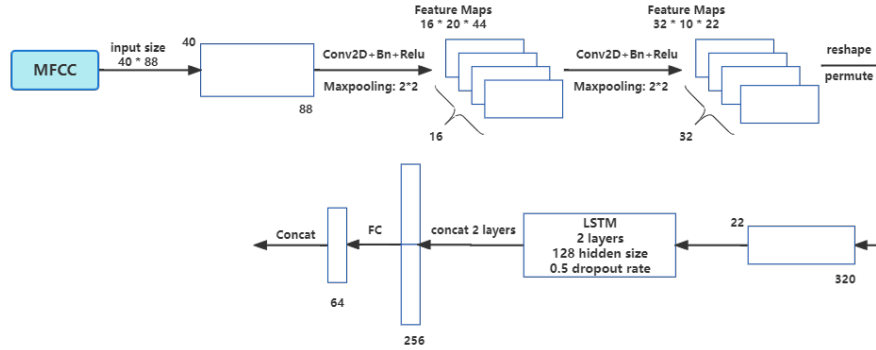 Feature Maps
16 * 20 * 44
Feature Maps
32 * 10 * 22
MFCC
input size
40 * 88
40
88
Conv2D+Bn+Relu
Maxpooling: 2*2
16
Conv2D+Bn+Relu
Maxpooling: 2*2
32
reshape
permute
Concat
64
FC
256
concat 2 layers
LSTM
2 layers
128 hidden size
0.5 dropout rate
22
320